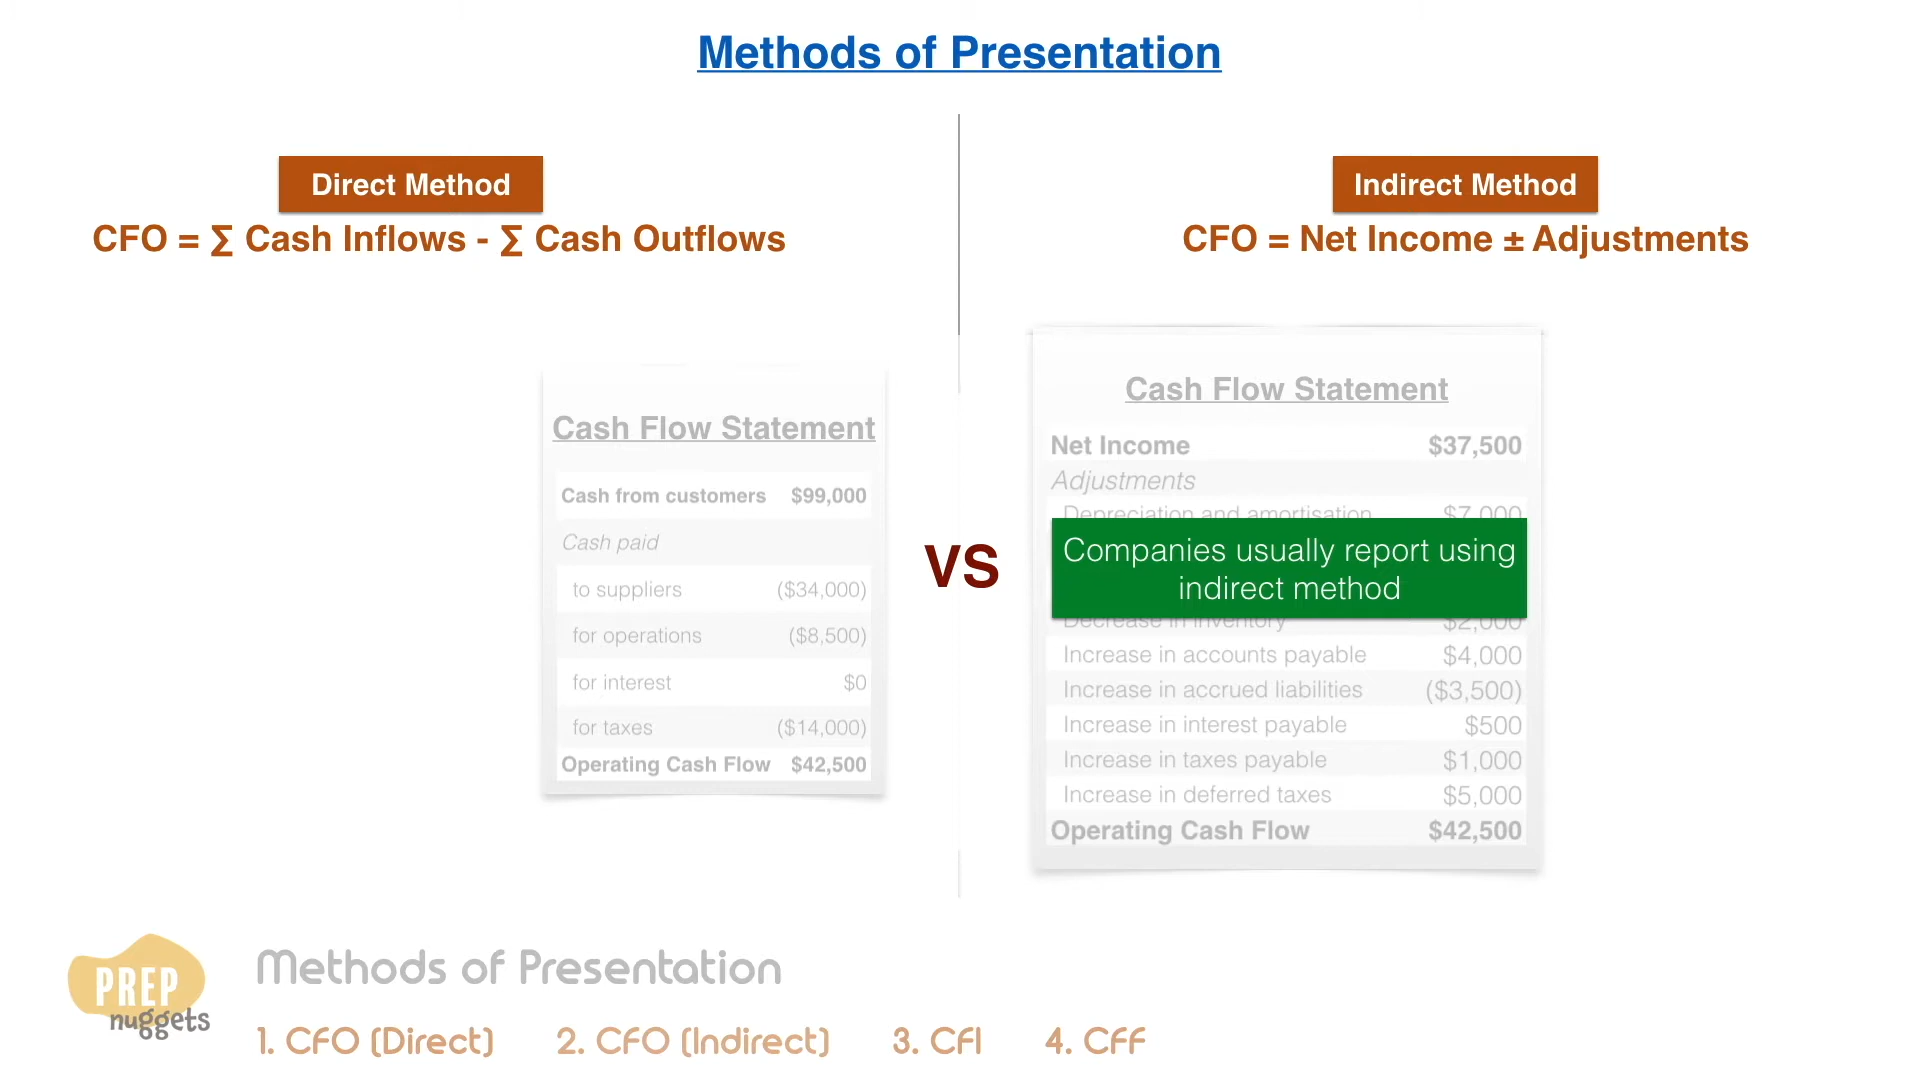 Methods of Presentation
Direct Method
CFO = ∑ Cash Inflows - ∑ Cash Outflows
Indirect Method
CFO = Net Income ± Adjustments
Cash Flow Statement
Cash from customers $99,000
Cash paid
to suppliers ($34,000)
for operations ($8,500)
for interest $0
for taxes ($14,000)
Operating Cash Flow $42,500
VS
Cash Flow Statement
Net Income $37,500
Adjustments
Depreciation and amortisation $7,000
Companies usually report using
indirect method
Decrease in inventory $2,000
Increase in accounts payable $4,000
Increase in accrued liabilities ($3,500)
Increase in interest payable $500
Increase in taxes payable $1,000
Increase in deferred taxes $5,000
Operating Cash Flow $42,500
PREP
nuggets
Methods of Presentation
1. CFO (Direct) 2. CFO (Indirect) 3. CFI 4. CFF